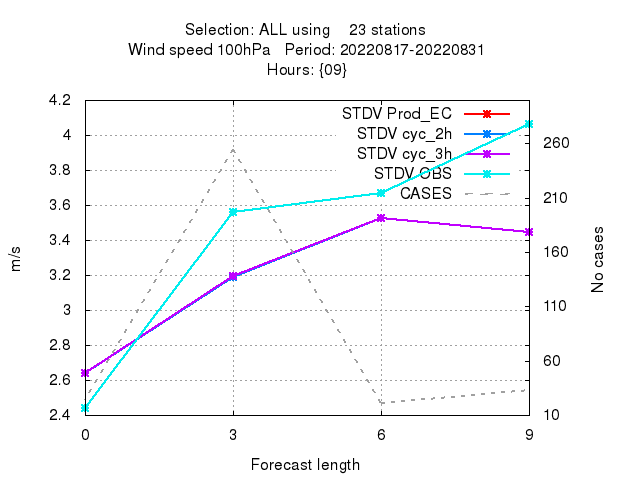 Selection: ALL using 23 stations
Wind speed 100hPa Period: 20220817-20220831
Hours: {09}
4.2
4
3.8
3.6
3.4
3.2
3
2.8
2.6
2.4
m/s
STDV Prod_EC
STDV cyc_2h
STDV cyc_3h
STDV OBS
CASES
260
210
160
110
60
10
No cases
0 3 6 9
Forecast length